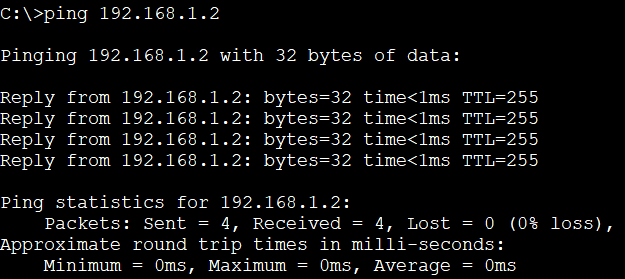 C:\>ping 192.168.1.2
Pinging 192.168.1.2 with 32 bytes of data:
Reply from 192.168.1.2: bytes=32 time<1ms TTL=255
Reply from 192.168.1.2: bytes=32 time<1ms TTL=255
Reply from 192.168.1.2: bytes=32 time<1ms TTL=255
Reply from 192.168.1.2: bytes=32 time<1ms TTL=255
Ping statistics for 192.168.1.2:
    Packets: Sent = 4, Received = 4, Lost = 0 (0% loss),
Approximate round trip times in milli-seconds:
    Minimum = 0ms, Maximum = 0ms, Average = 0ms